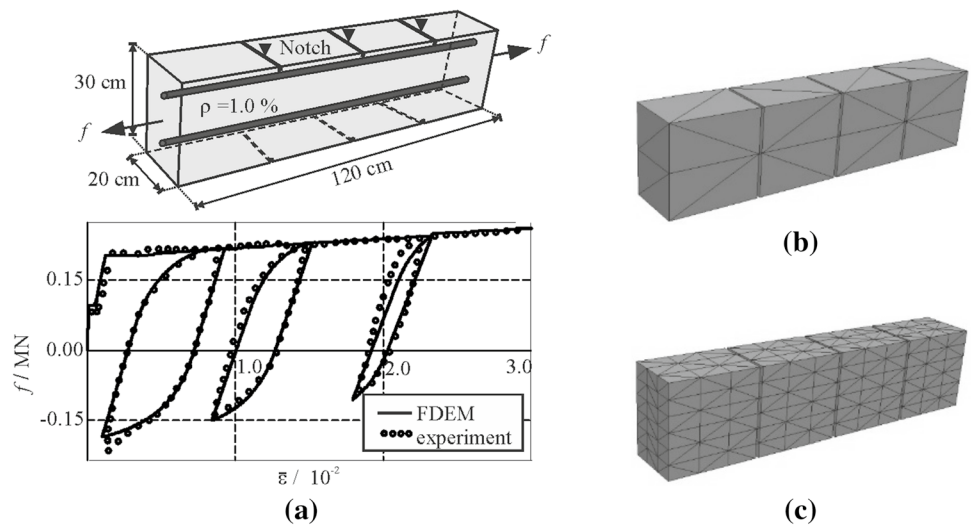 Notch
f
30 cm
ρ =1.0 %
f
20 cm
120 cm
(b)
0.15
0.00
-0.15
f / MN
1.0
2.0
3.0
FDEM
experiment
ε̄ / 10⁻²
(a)
(c)